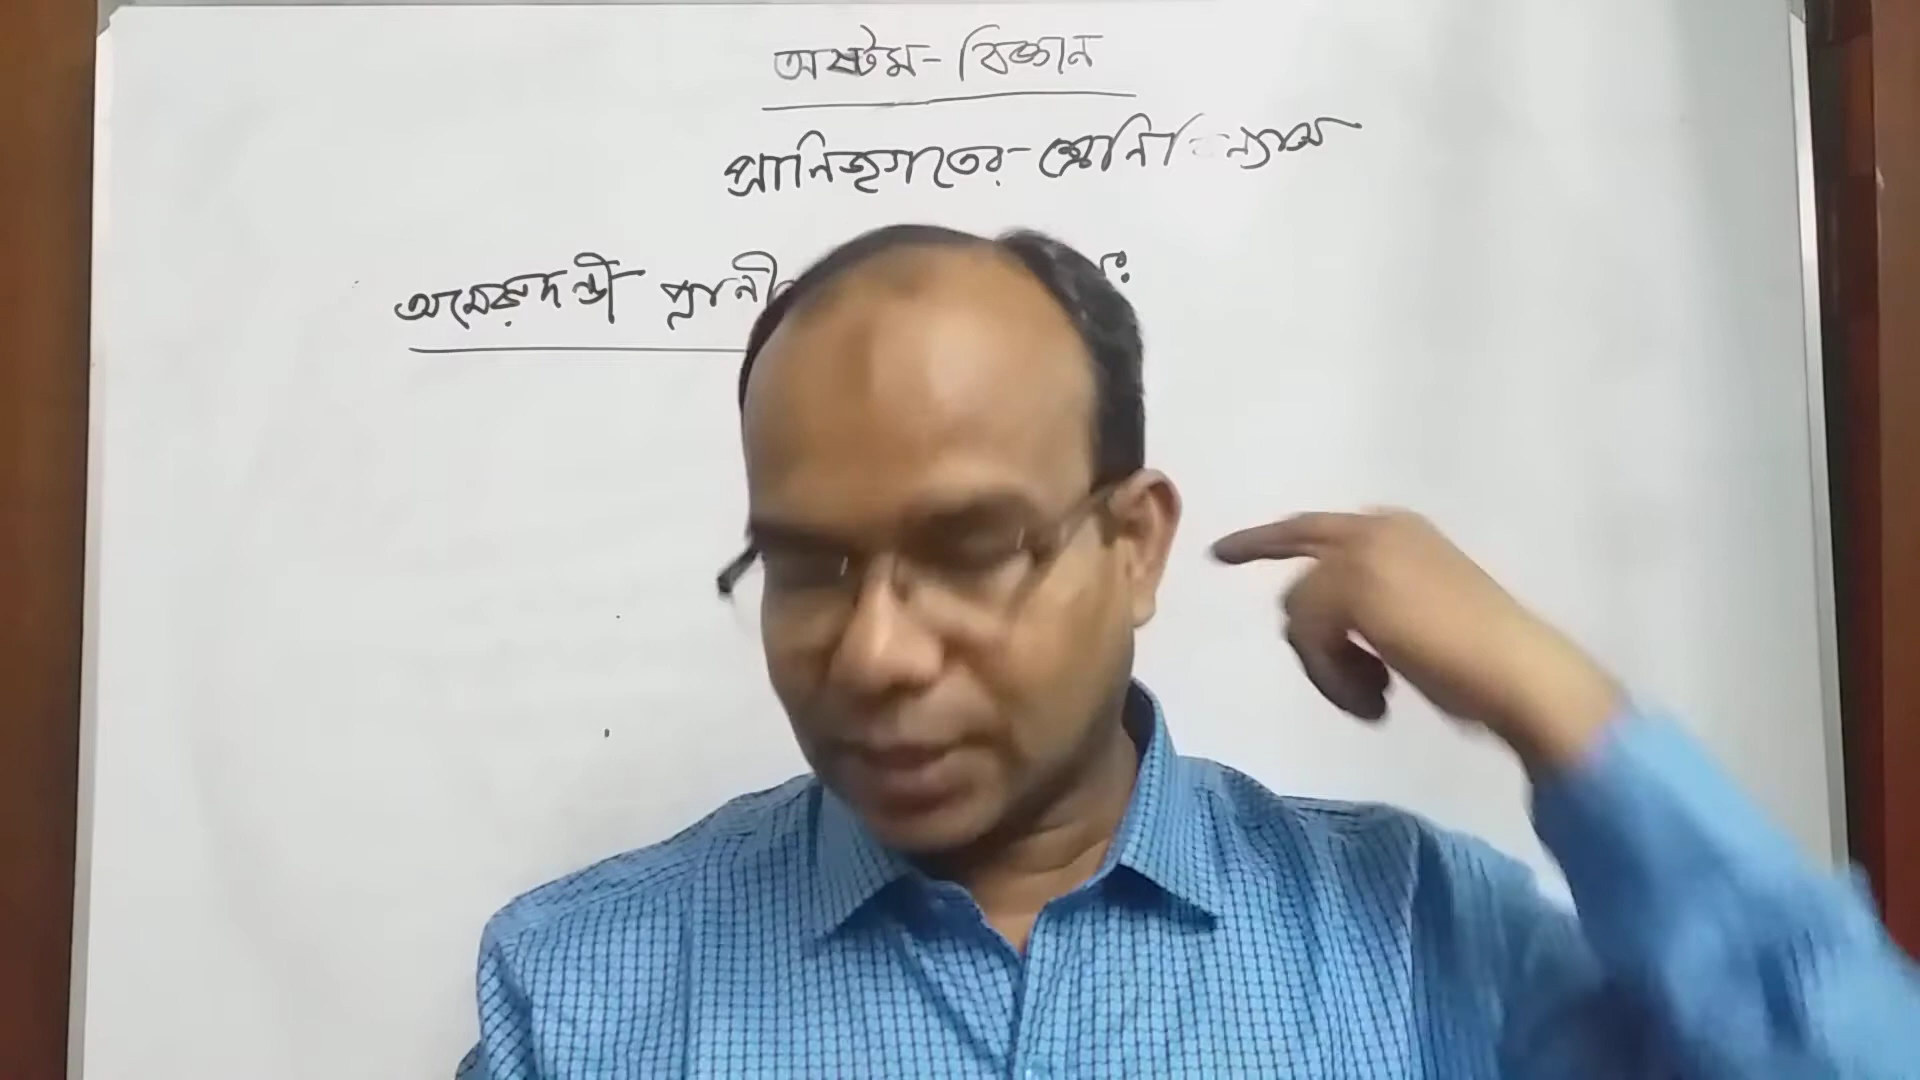 অষ্টম - বিজ্ঞান
প্রানিজগতের - শ্রেনিবিন্যাস
অমেরুদন্ডী প্রানী